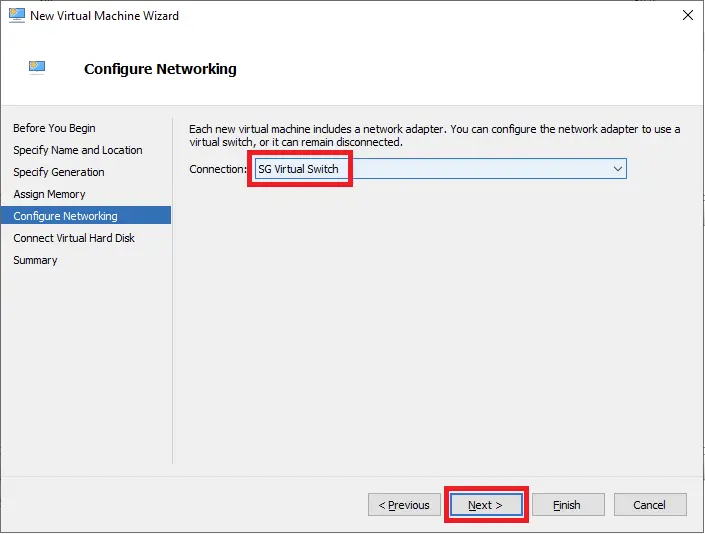 New Virtual Machine Wizard
Configure Networking
Before You Begin
Specify Name and Location
Specify Generation
Assign Memory
Configure Networking
Connect Virtual Hard Disk
Summary
Each new virtual machine includes a network adapter. You can configure the network adapter to use a
virtual switch, or it can remain disconnected.
Connection: SG Virtual Switch
< Previous Next > Finish Cancel